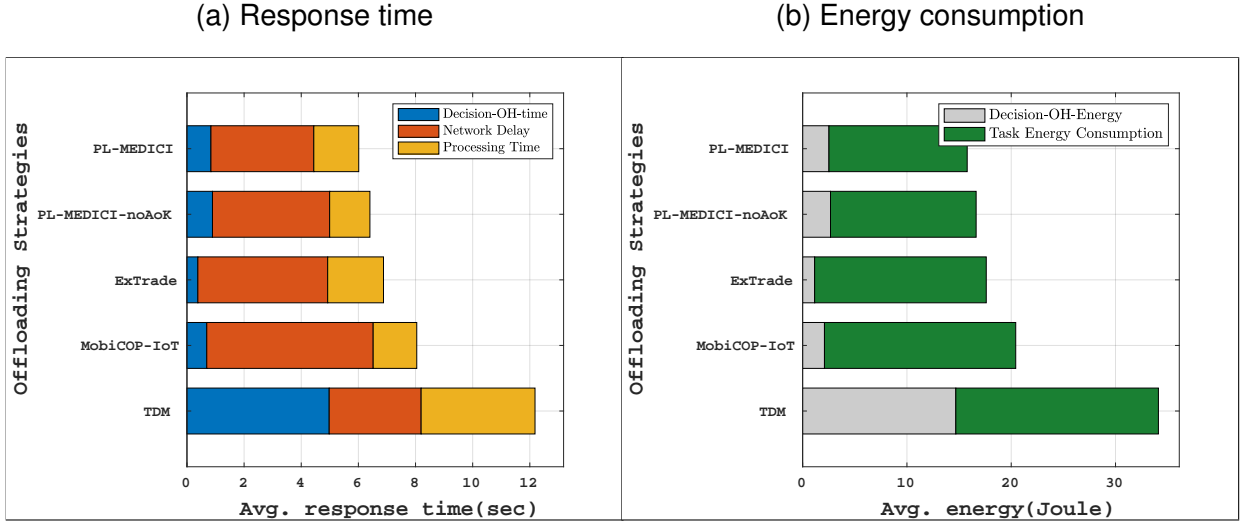 (a) Response time
(b) Energy consumption
Offloading Strategies
PL-MEDICI
PL-MEDICI-noAoK
ExTrade
MobiCOP-IoT
TDM
Decision-OH-time
Network Delay
Processing Time
0 2 4 6 8 10 12
Avg. response time(sec)
Offloading Strategies
PL-MEDICI
PL-MEDICI-noAoK
ExTrade
MobiCOP-IoT
TDM
Decision-OH-Energy
Task Energy Consumption
0 10 20 30
Avg. energy(Joule)